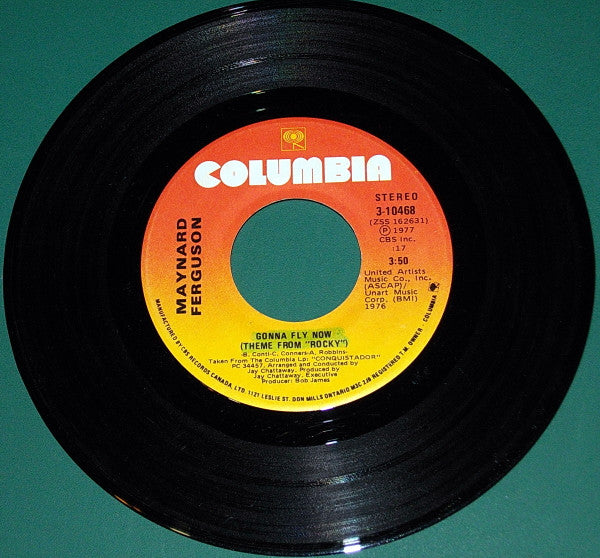 COLUMBIA
STEREO
3-10468
(ZSS 162631)
Ⓟ 1977
CBS Inc.
:17
3:50
United Artists
Music Co., Inc.
(ASCAP)/
Unart Music
Corp. (BMI)
1976
MAYNARD
FERGUSON
GONNA FLY NOW
(THEME FROM "ROCKY")
-B. Conti-C. Conners-A. Robbins-
Taken From The Columbia Lp: "CONQUISTADOR"
PC 34457, Arranged and Conducted by
Jay Chattaway, Produced by
Jay Chattaway, Executive
Producer: Bob James
MANUFACTURED BY CBS RECORDS CANADA, LTD. 1121 LESLIE ST. DON MILLS ONTARIO M3C 2J9 REGISTERED T.M. OWNER. COLUMBIA